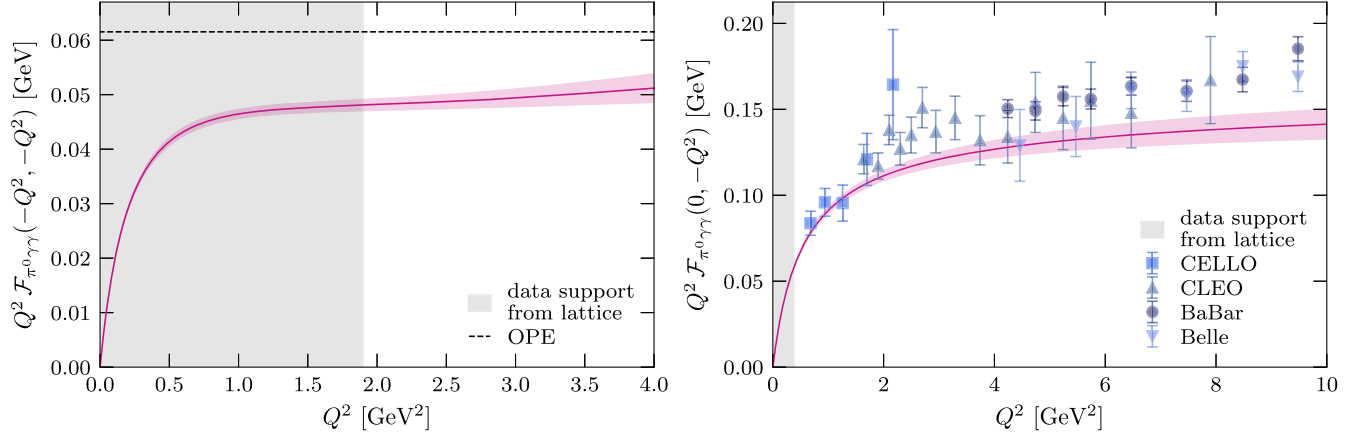 0.06
0.05
0.04
0.03
0.02
0.01
0.00
Q² 𝓕π⁰γγ(−Q², −Q²) [GeV]
data support
from lattice
OPE
0.0 0.5 1.0 1.5 2.0 2.5 3.0 3.5 4.0
Q² [GeV²]
0.20
0.15
0.10
0.05
0.00
Q² 𝓕π⁰γγ(0, −Q²) [GeV]
data support
from lattice
CELLO
CLEO
BaBar
Belle
0 2 4 6 8 10
Q² [GeV²]